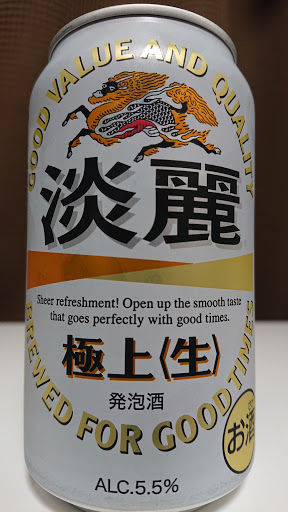 GOOD VALUE AND QUALITY
淡麗
Sheer refreshment! Open up the smooth taste
that goes perfectly with good times.
極上〈生〉
発泡酒
BREWED FOR GOOD TIMES
お酒
ALC.5.5%